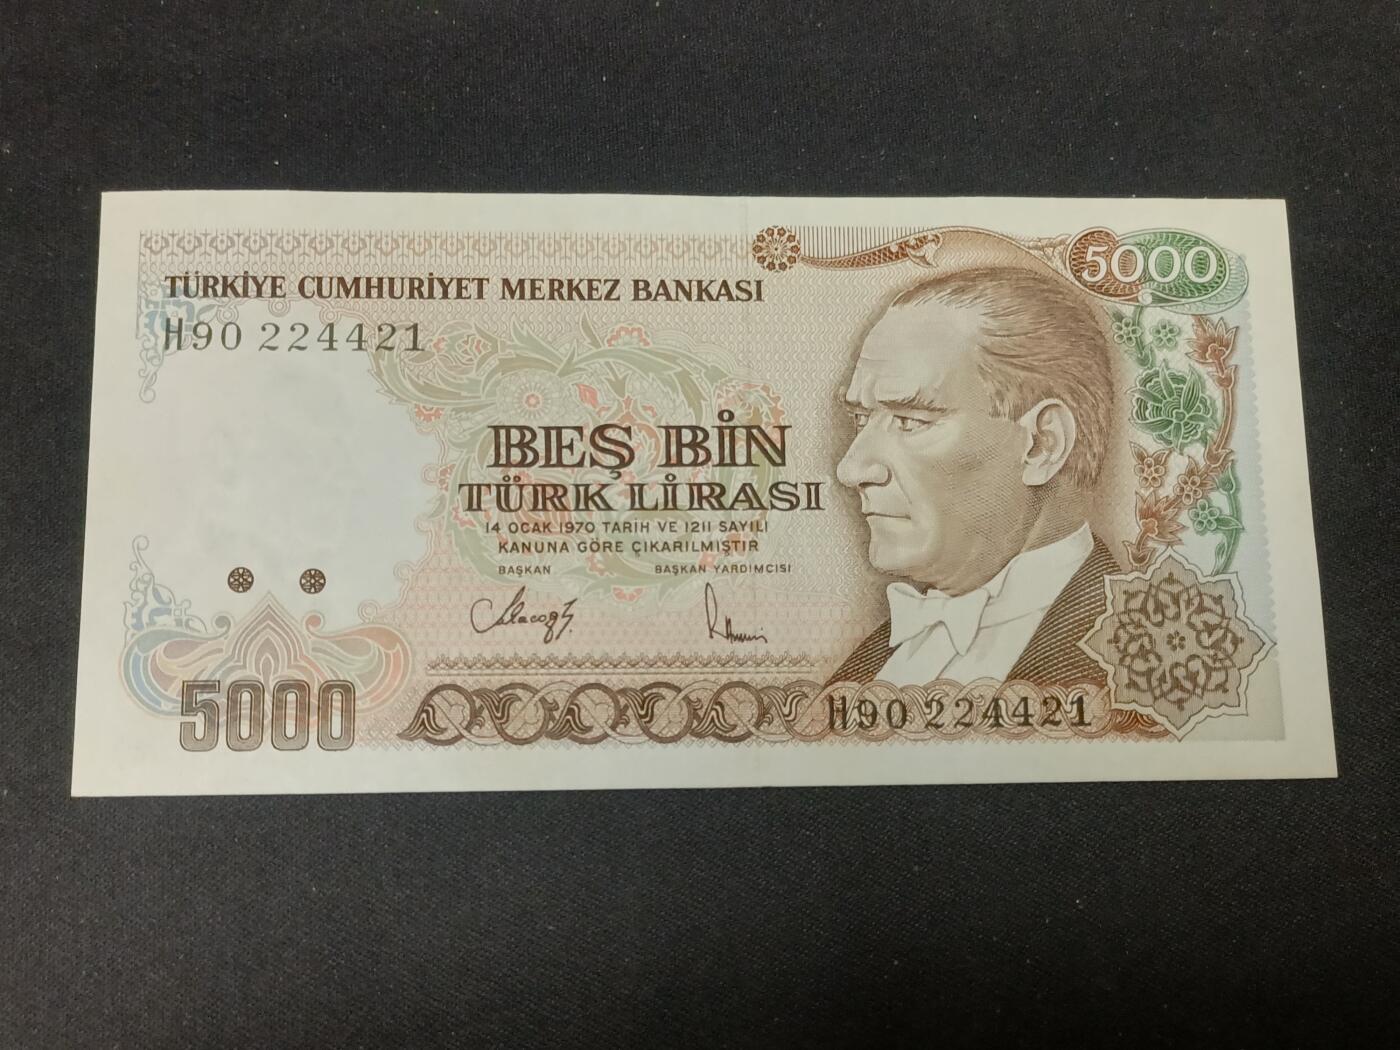 5000
TÜRKİYE CUMHURİYET MERKEZ BANKASI
H90 224421
BEŞ BİN
TÜRK LİRASI
14 OCAK 1970 TARİH VE 1211 SAYILI
KANUNA GÖRE ÇIKARILMIŞTIR
BAŞKAN BAŞKAN YARDIMCISI
5000
H90 224421